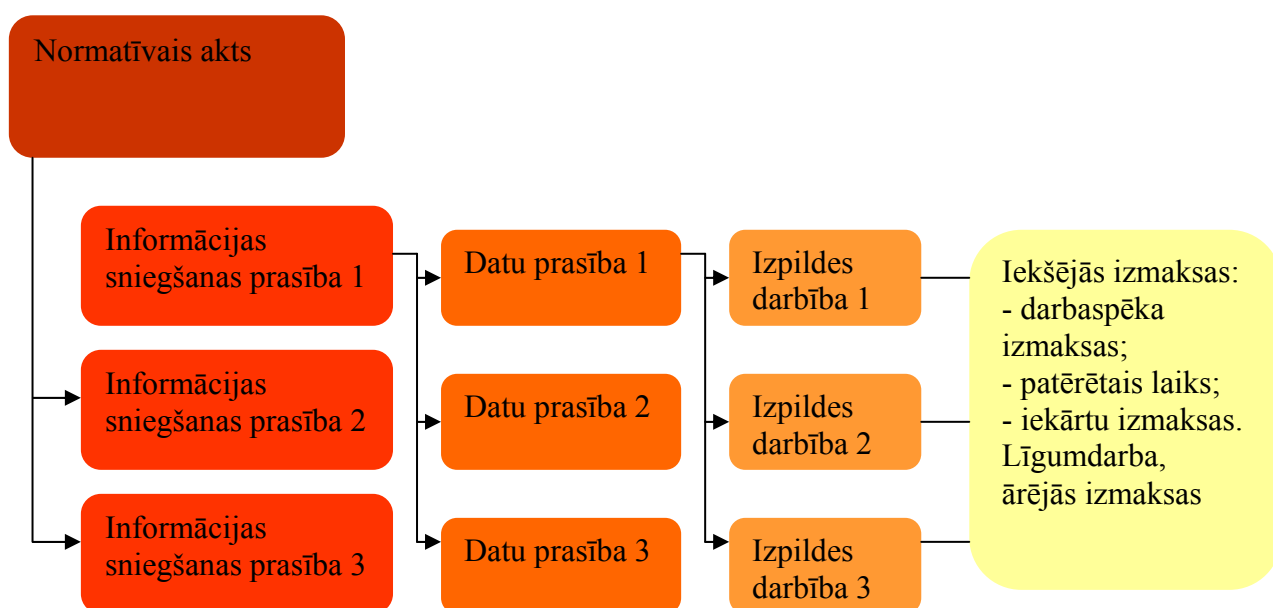 Normatīvais akts
Informācijas
sniegšanas prasība 1
Datu prasība 1
Izpildes
darbība 1
Informācijas
sniegšanas prasība 2
Datu prasība 2
Izpildes
darbība 2
Informācijas
sniegšanas prasība 3
Datu prasība 3
Izpildes
darbība 3
Iekšējās izmaksas:
- darbaspēka
izmaksas;
- patērētais laiks;
- iekārtu izmaksas.
Līgumdarba,
ārējās izmaksas